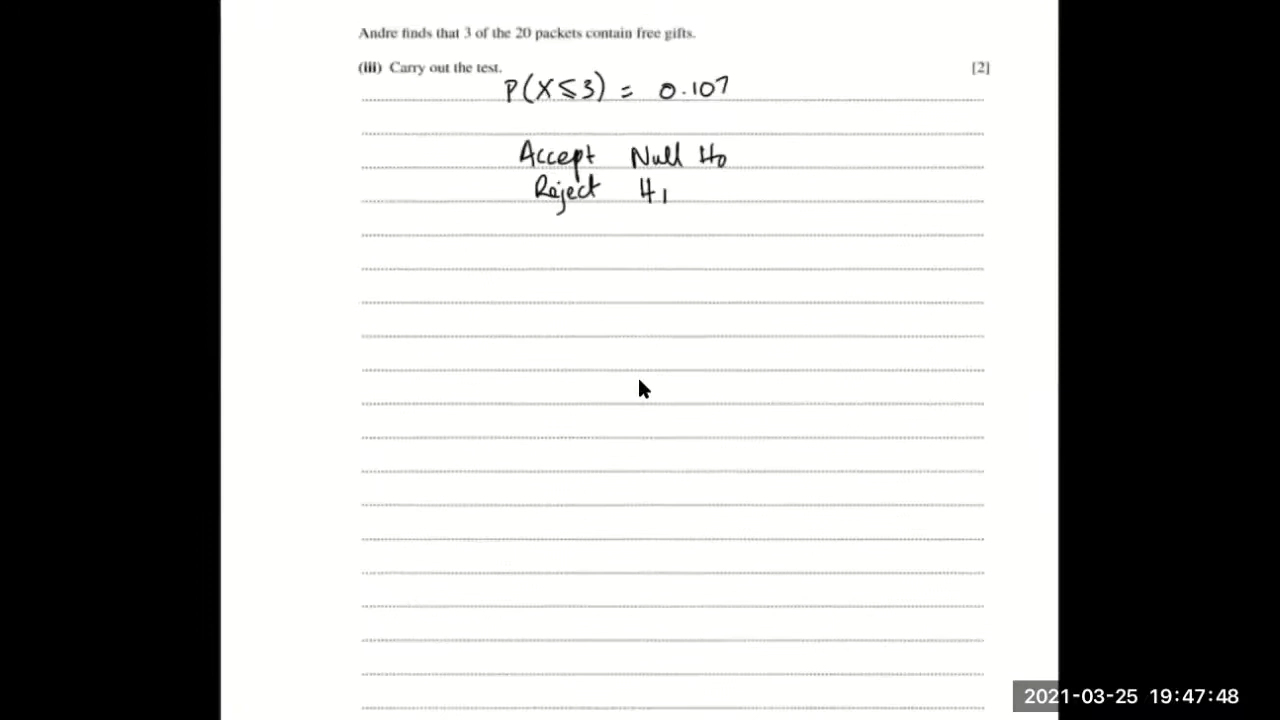 Andre finds that 3 of the 20 packets contain free gifts.
(iii) Carry out the test. [2]
P(X≤3) = 0.107
Accept Null H₀
Reject H₁
2021-03-25 19:47:48